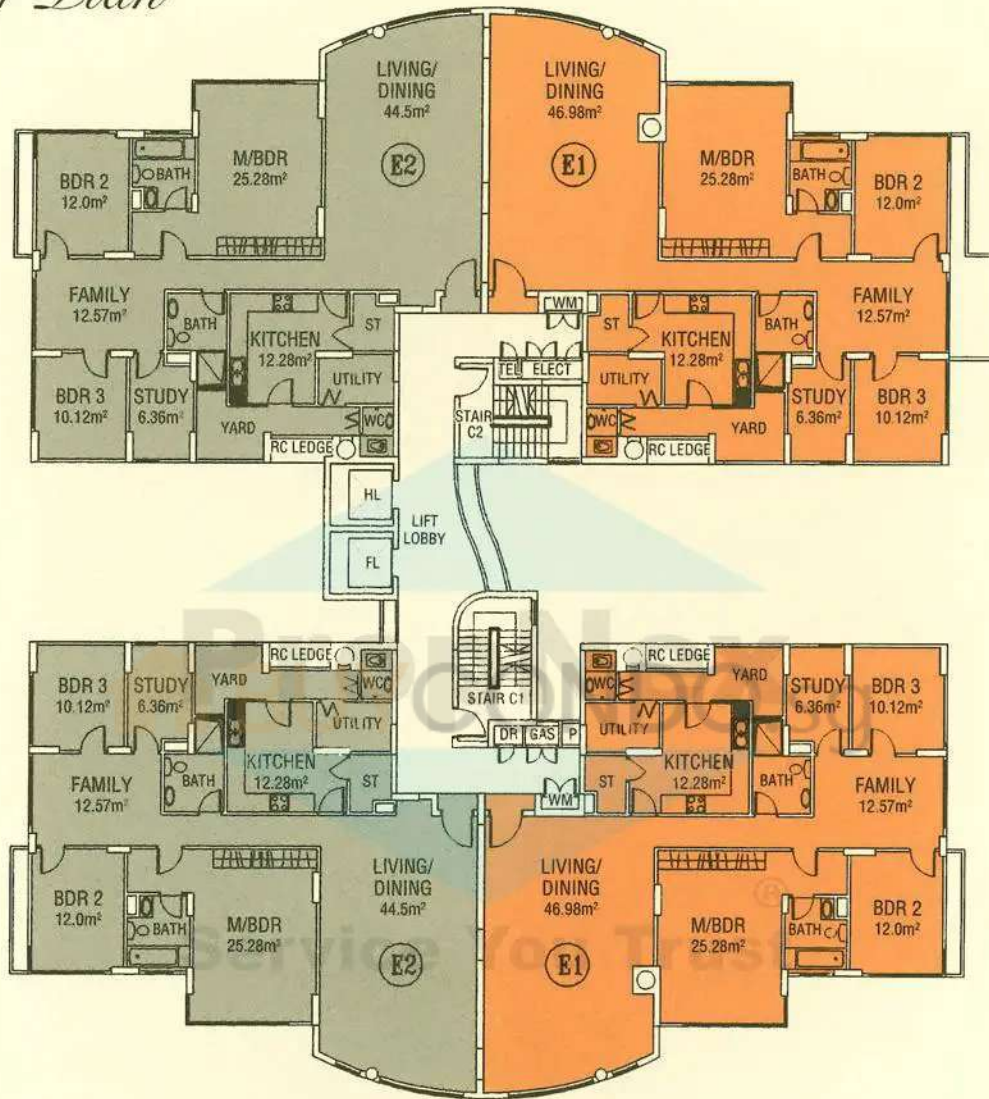 LIVING/
DINING
44.5m²
E2
LIVING/
DINING
46.98m²
E1
M/BDR
25.28m²
BATH
BDR 2
12.0m²
M/BDR
25.28m²
BATH
BDR 2
12.0m²
FAMILY
12.57m²
BATH
KITCHEN
12.28m²
ST
UTILITY
BDR 3
10.12m²
STUDY
6.36m²
YARD
WC
RC LEDGE
WM
TEL
ELECT
STAIR
C2
ST
KITCHEN
12.28m²
BATH
FAMILY
12.57m²
UTILITY
WC
YARD
STUDY
6.36m²
BDR 3
10.12m²
RC LEDGE
HL
LIFT
LOBBY
FL
RC LEDGE
BDR 3
10.12m²
STUDY
6.36m²
YARD
WC
UTILITY
STAIR C1
DR
GAS
P
WM
FAMILY
12.57m²
BATH
KITCHEN
12.28m²
ST
RC LEDGE
WC
YARD
STUDY
6.36m²
BDR 3
10.12m²
UTILITY
ST
KITCHEN
12.28m²
BATH
FAMILY
12.57m²
BDR 2
12.0m²
BATH
M/BDR
25.28m²
LIVING/
DINING
44.5m²
E2
LIVING/
DINING
46.98m²
E1
M/BDR
25.28m²
BATH
BDR 2
12.0m²
CONDO.sg
®
Service You Trust